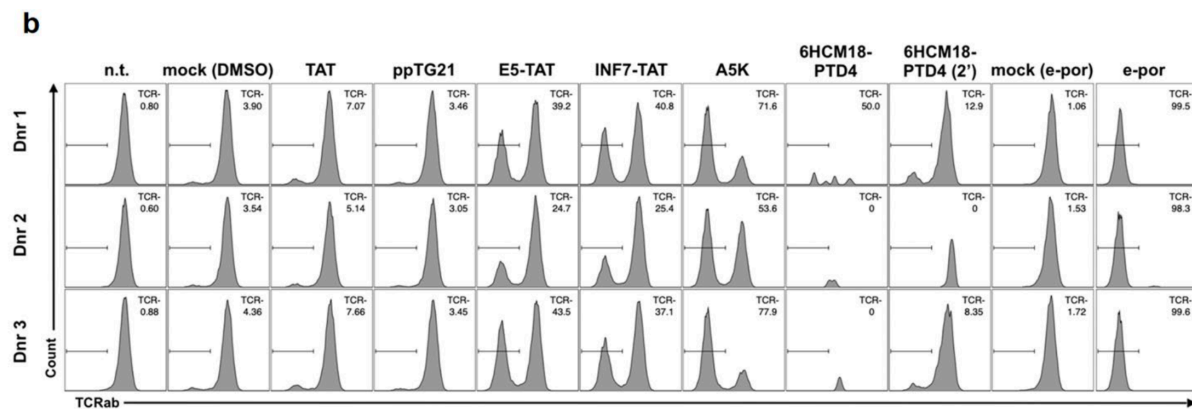 b
n.t. mock (DMSO) TAT ppTG21 E5-TAT INF7-TAT A5K 6HCM18-PTD4 6HCM18-PTD4 (2’) mock (e-por) e-por
Dnr 1
TCR- TCR- TCR- TCR- TCR- TCR- TCR- TCR- TCR- TCR- TCR-
0.80 3.90 7.07 3.46 39.2 40.8 71.6 50.0 12.9 1.06 99.5
Dnr 2
TCR- TCR- TCR- TCR- TCR- TCR- TCR- TCR- TCR- TCR- TCR-
0.60 3.54 5.14 3.05 24.7 25.4 53.6 0 0 1.53 98.3
Dnr 3
TCR- TCR- TCR- TCR- TCR- TCR- TCR- TCR- TCR- TCR- TCR-
0.88 4.36 7.66 3.45 43.5 37.1 77.9 0 8.35 1.72 99.6
Count
TCRab